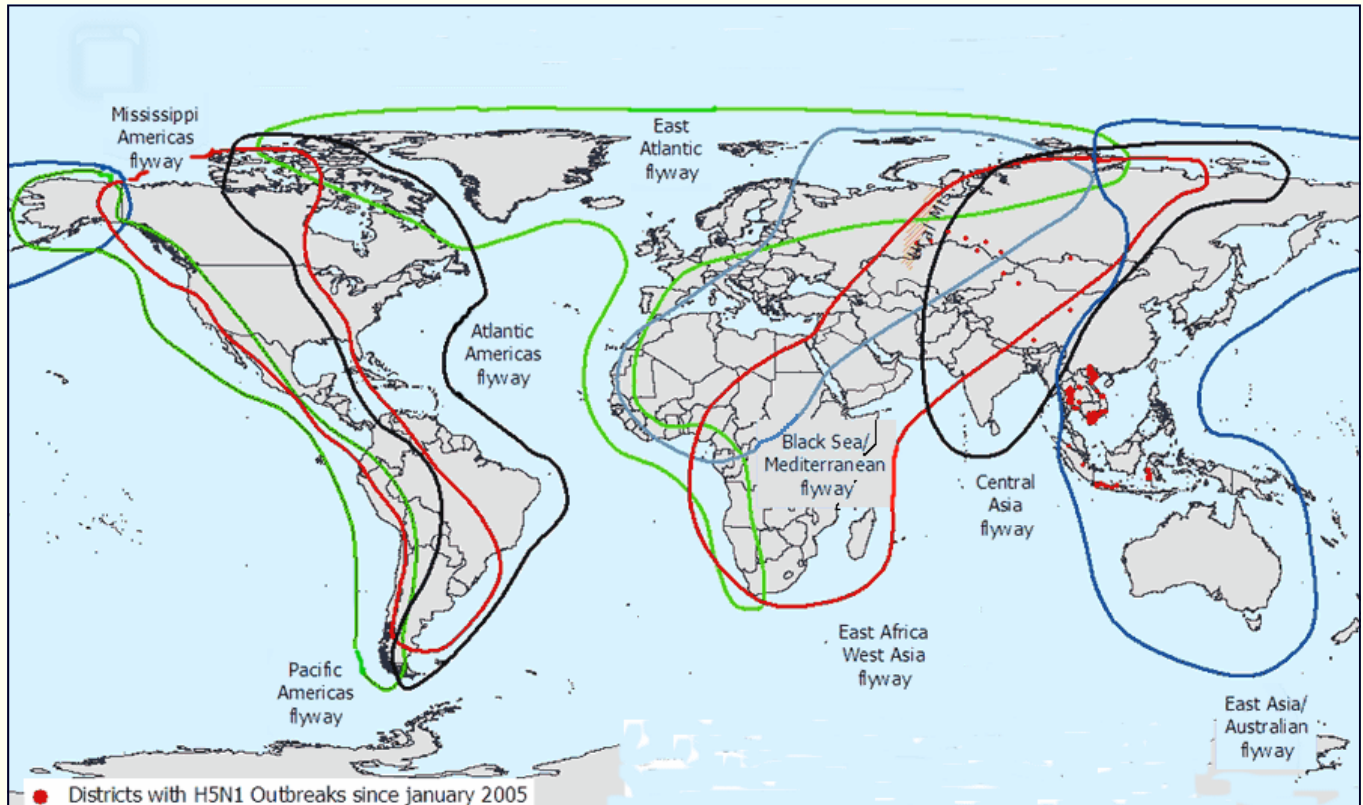 Mississippi
Americas
flyway
East
Atlantic
flyway
Atlantic
Americas
flyway
Black Sea/
Mediterranean
flyway
Central
Asia
flyway
East Africa
West Asia
flyway
Pacific
Americas
flyway
East Asia/
Australian
flyway
Districts with H5N1 Outbreaks since january 2005